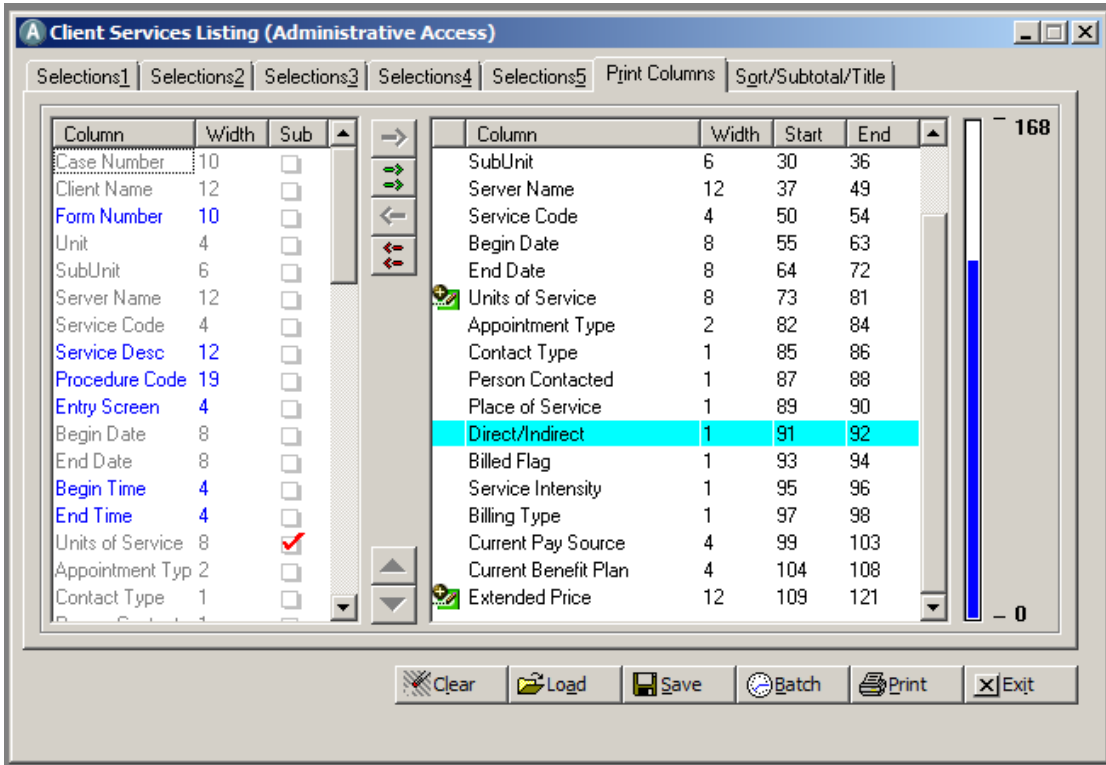 Client Services Listing (Administrative Access)
Selections1 Selections2 Selections3 Selections4 Selections5 Print Columns Sort/Subtotal/Title
Column Width Sub
Case Number 10
Client Name 12
Form Number 10
Unit 4
SubUnit 6
Server Name 12
Service Code 4
Service Desc 12
Procedure Code 19
Entry Screen 4
Begin Date 8
End Date 8
Begin Time 4
End Time 4
Units of Service 8
Appointment Typ 2
Contact Type 1
Column Width Start End
SubUnit 6 30 36
Server Name 12 37 49
Service Code 4 50 54
Begin Date 8 55 63
End Date 8 64 72
Units of Service 8 73 81
Appointment Type 2 82 84
Contact Type 1 85 86
Person Contacted 1 87 88
Place of Service 1 89 90
Direct/Indirect 1 91 92
Billed Flag 1 93 94
Service Intensity 1 95 96
Billing Type 1 97 98
Current Pay Source 4 99 103
Current Benefit Plan 4 104 108
Extended Price 12 109 121
168
0
Clear Load Save Batch Print Exit